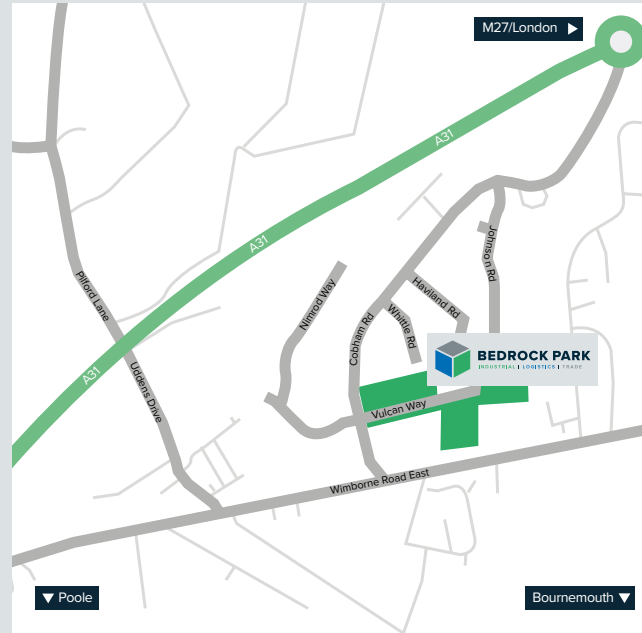 M27/London ▶
A31
A31
A31
Pilford Lane
Uddens Drive
Nimrod Way
Cobham Rd
Whittle Rd
Haviland Rd
Johnson Rd
BEDROCK PARK
INDUSTRIAL | LOGISTICS | TRADE
Vulcan Way
Wimborne Road East
▼ Poole
Bournemouth ▼